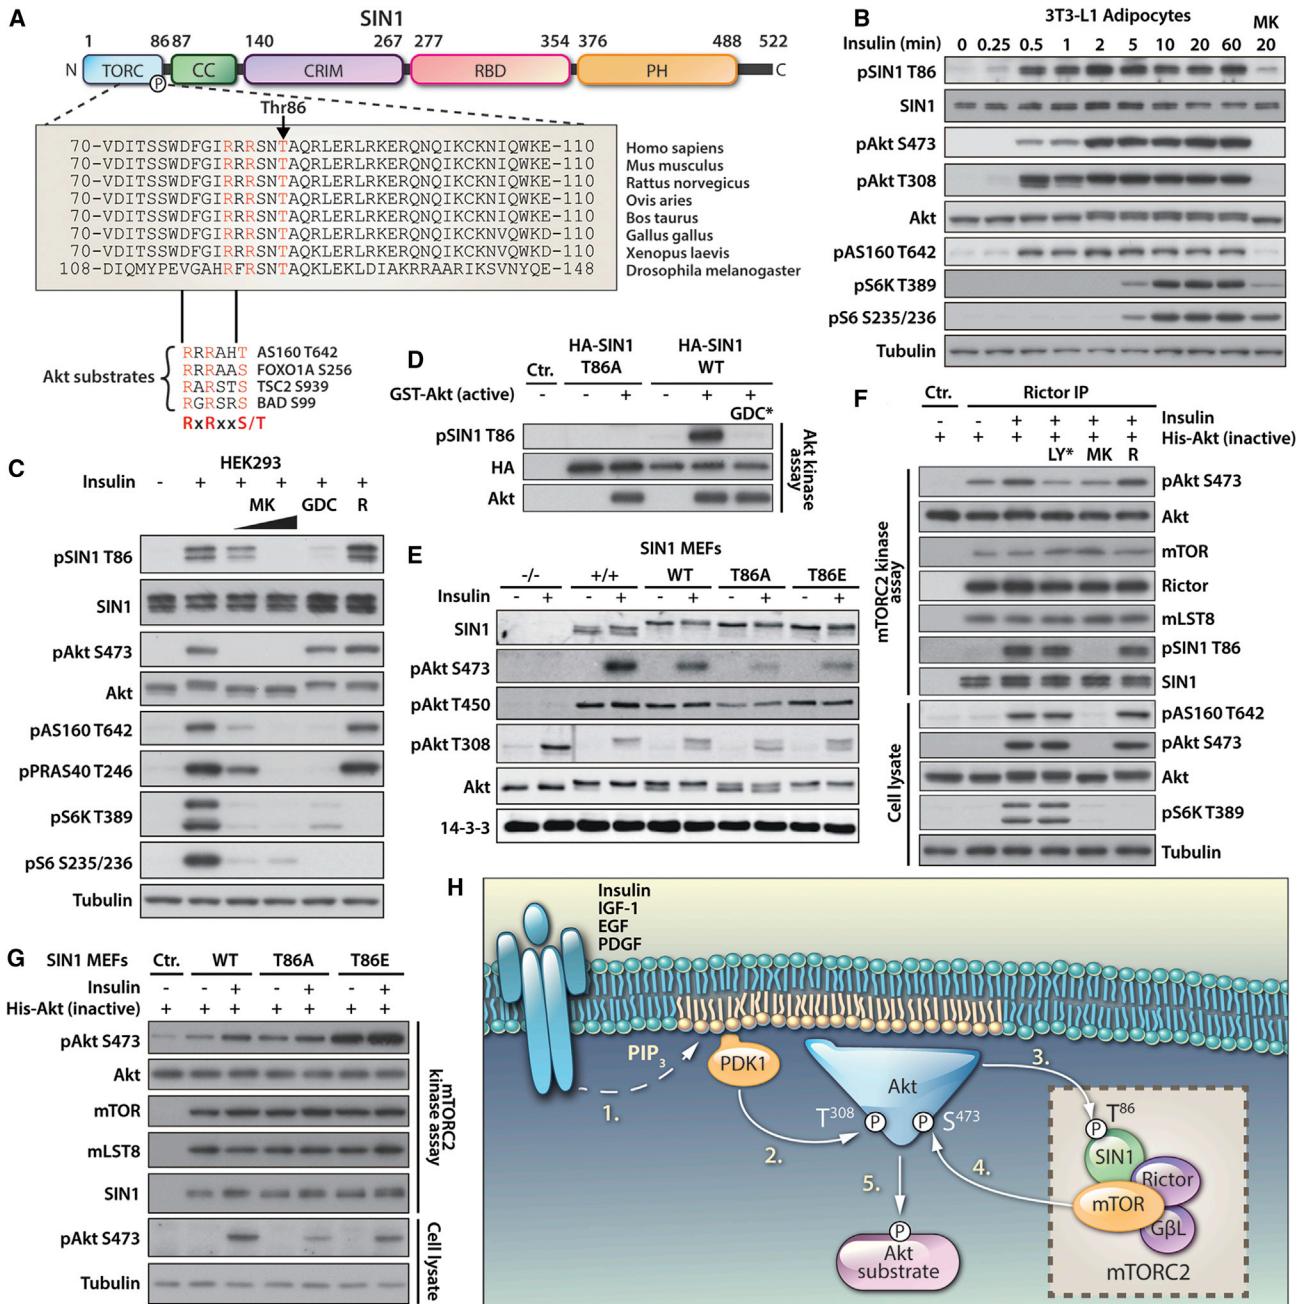 A
SIN1
1 86 87 140 267 277 354 376 488 522
N TORC CC CRIM RBD PH C
P
Thr86
70-VDITSSWDFGIRRRSNTAQRLERLRKERQNQIKCKNIQWKE-110 Homo sapiens
70-VDITSSWDFGIRRRSNTAQRLERLRKERQNQIKCKNIQWKE-110 Mus musculus
70-VDITSSWDFGIRRRSNTAQRLERLRKERQNQIKCKNIQWKE-110 Rattus norvegicus
70-VDITSSWDFGIRRRSNTAQRLERLRKERQNQIKCKNIQWKE-110 Ovis aries
70-VDITSSWDFGIRRRSNTAQRLERLRKERQNQIKCKNIQWKE-110 Bos taurus
70-VDITSSWDFGIRRRSNTAQRLERLRKERQNQIKCKNVQWKD-110 Gallus gallus
70-VDITSSWDFGIRRRSNTAQRLERLRKERQNQIKCKNVQWKD-110 Xenopus laevis
108-DIQMYPEVGAHRFRSNTAQKLEKLDIAKRRAARIKSVNYQE-148 Drosophila melanogaster
Akt substrates
RRRAHT AS160 T642
RRRAAS FOXO1A S256
RARSTS TSC2 S939
RGRSRS BAD S99
RxRxxS/T
B
3T3-L1 Adipocytes MK
Insulin (min) 0 0.25 0.5 1 2 5 10 20 60 20
pSIN1 T86
SIN1
pAkt S473
pAkt T308
Akt
pAS160 T642
pS6K T389
pS6 S235/236
Tubulin
C
HEK293
Insulin - + + + + +
MK GDC R
pSIN1 T86
SIN1
pAkt S473
Akt
pAS160 T642
pPRAS40 T246
pS6K T389
pS6 S235/236
Tubulin
D
HA-SIN1 HA-SIN1
Ctr. T86A WT
GST-Akt (active) - - + - + +
GDC*
pSIN1 T86
HA
Akt
Akt kinase assay
E
SIN1 MEFs
-/- +/+ WT T86A T86E
Insulin - + - + - + - + - +
SIN1
pAkt S473
pAkt T450
pAkt T308
Akt
14-3-3
F
Ctr. Rictor IP
- - + + + + Insulin
+ + + + + + His-Akt (inactive)
LY* MK R
pAkt S473
Akt
mTOR
Rictor
mLST8
pSIN1 T86
SIN1
mTORC2 kinase assay
pAS160 T642
pAkt S473
Akt
pS6K T389
Tubulin
Cell lysate
G
SIN1 MEFs Ctr. WT T86A T86E
Insulin - - + - + - +
His-Akt (inactive) + + + + + + +
pAkt S473
Akt
mTOR
mLST8
SIN1
mTORC2 kinase assay
pAkt S473
Tubulin
Cell lysate
H
Insulin
IGF-1
EGF
PDGF
PIP3
1.
PDK1
2.
Akt
T308 P P S473
3.
4.
5.
P
Akt
substrate
T86
P
SIN1
Rictor
mTOR
GβL
mTORC2